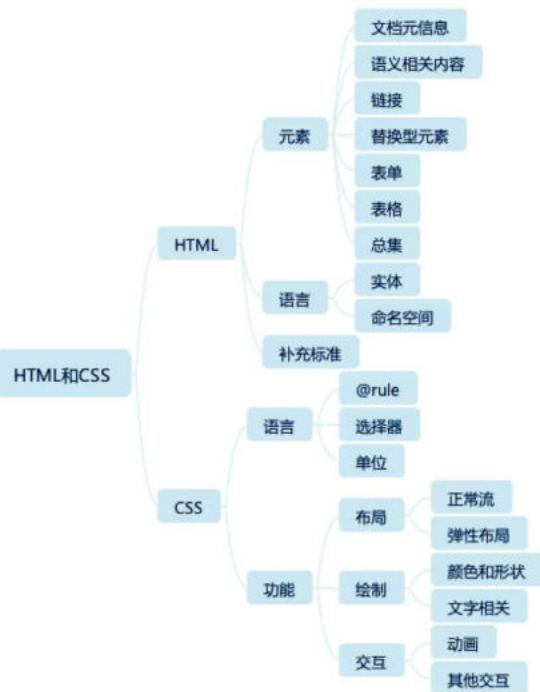 HTML和CSS
HTML
元素
文档元信息
语义相关内容
链接
替换型元素
表单
表格
总集
语言
实体
命名空间
补充标准
CSS
语言
@rule
选择器
单位
功能
布局
正常流
弹性布局
绘制
颜色和形状
文字相关
交互
动画
其他交互